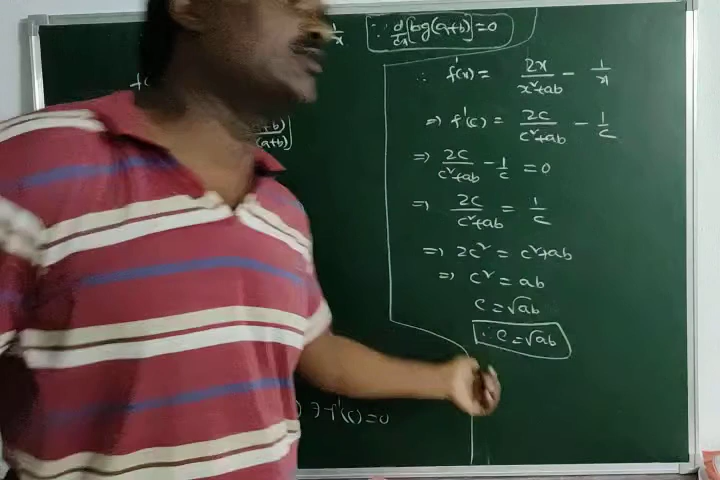 1/x
∵ d/dx [log(a+b)] = 0
(a+b)]
∴ f'(x) = 2x/(x²+ab) - 1/x
⇒ f'(c) = 2c/(c²+ab) - 1/c
⇒ 2c/(c²+ab) - 1/c = 0
⇒ 2c/(c²+ab) = 1/c
⇒ 2c² = c²+ab
⇒ c² = ab
c = √ab
∴ c = √ab
) ∋ f'(c) = 0